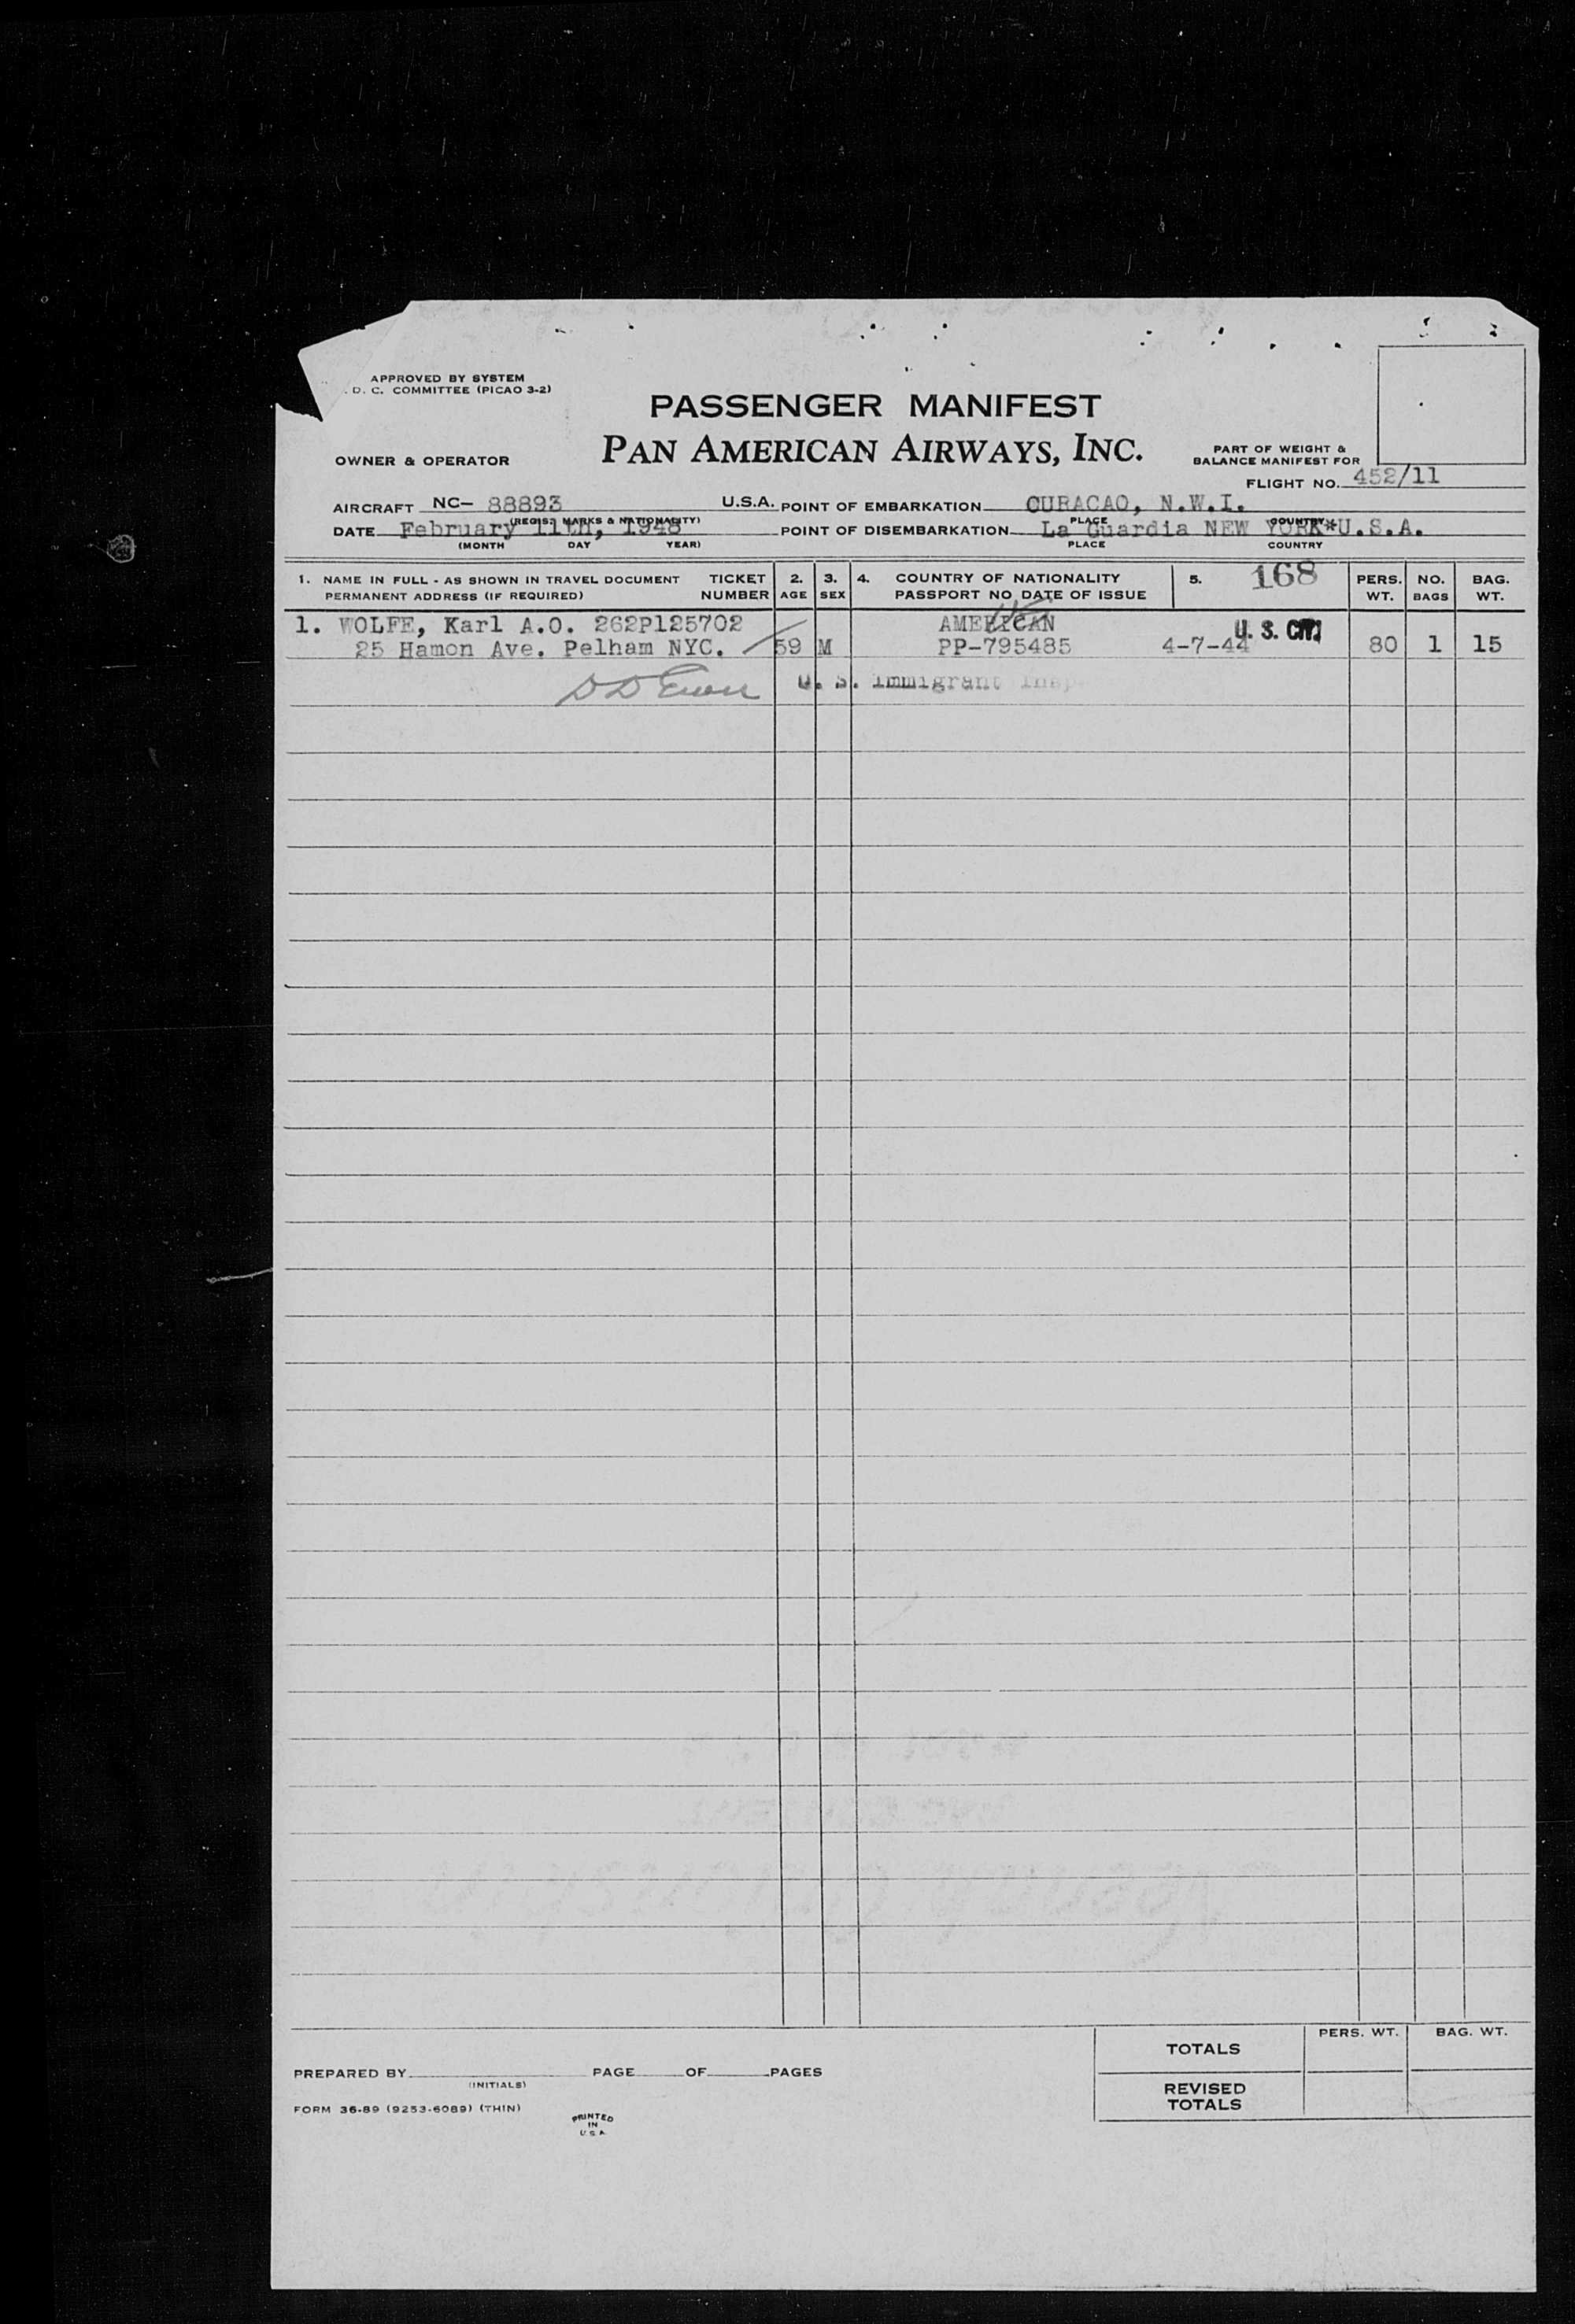 APPROVED BY SYSTEM
. D. C. COMMITTEE (PICAO 3-2)
PASSENGER MANIFEST
PAN AMERICAN AIRWAYS, INC.
OWNER & OPERATOR
PART OF WEIGHT &
BALANCE MANIFEST FOR
FLIGHT NO. 452/11
AIRCRAFT NC- 88893 U.S.A. POINT OF EMBARKATION CURACAO, N.W.I.
(REGIS. MARKS & NATIONALITY) PLACE COUNTRY
DATE February 11th, 1948 POINT OF DISEMBARKATION La Guardia NEW YORK*U.S.A.
(MONTH DAY YEAR) PLACE COUNTRY
1. NAME IN FULL - AS SHOWN IN TRAVEL DOCUMENT TICKET 2. 3. 4. COUNTRY OF NATIONALITY 5. 168 PERS. NO. BAG.
PERMANENT ADDRESS (IF REQUIRED) NUMBER AGE SEX PASSPORT NO DATE OF ISSUE WT. BAGS WT.
1. WOLFE, Karl A.O. 262P125702 AMERICAN U. S. CIT.
25 Hamon Ave. Pelham NYC. 59 M PP-795485 4-7-44 80 1 15
U. S. Immigrant Insp
TOTALS PERS. WT. BAG. WT.
REVISED
TOTALS
PREPARED BY PAGE OF PAGES
(INITIALS)
FORM 36-89 (9253-6089) (THIN)
PRINTED
IN
U.S.A.